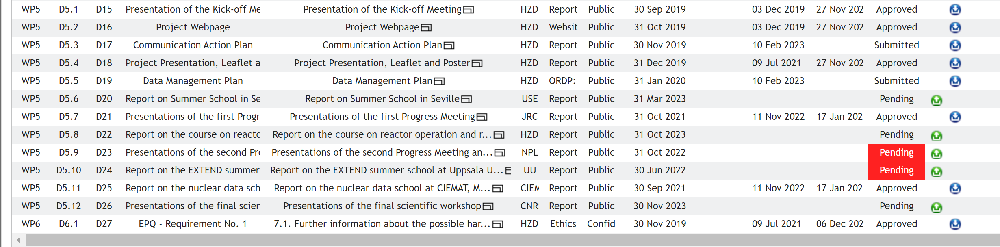 WP5 D5.1 D15 Presentation of the Kick-off Me Presentation of the Kick-off Meeting HZD Report Public 30 Sep 2019 03 Dec 2019 27 Nov 202 Approved
WP5 D5.2 D16 Project Webpage Project Webpage HZD Websit Public 31 Oct 2019 03 Dec 2019 27 Nov 202 Approved
WP5 D5.3 D17 Communication Action Plan Communication Action Plan HZD Report Public 30 Nov 2019 10 Feb 2023 Submitted
WP5 D5.4 D18 Project Presentation, Leaflet a Project Presentation, Leaflet and Poster HZD Report Public 31 Dec 2019 09 Jul 2021 27 Nov 202 Approved
WP5 D5.5 D19 Data Management Plan Data Management Plan HZD ORDP: Public 31 Jan 2020 10 Feb 2023 Submitted
WP5 D5.6 D20 Report on Summer School in Se Report on Summer School in Seville USE Report Public 31 Mar 2023 Pending
WP5 D5.7 D21 Presentations of the first Progr Presentations of the first Progress Meeting JRC Report Public 31 Oct 2021 11 Nov 2022 17 Jan 202 Approved
WP5 D5.8 D22 Report on the course on reacto Report on the course on reactor operation and r... HZD Report Public 31 Oct 2023 Pending
WP5 D5.9 D23 Presentations of the second Pro Presentations of the second Progress Meeting an... NPL Report Public 31 Oct 2022 Pending
WP5 D5.10 D24 Report on the EXTEND summer Report on the EXTEND summer school at Uppsala U... UU Report Public 30 Jun 2022 Pending
WP5 D5.11 D25 Report on the nuclear data sch Report on the nuclear data school at CIEMAT, M... CIEM Report Public 30 Sep 2021 11 Nov 2022 17 Jan 202 Approved
WP5 D5.12 D26 Presentations of the final scien Presentations of the final scientific workshop CNR Report Public 30 Nov 2023 Pending
WP6 D6.1 D27 EPQ - Requirement No. 1 7.1. Further information about the possible har... HZD Ethics Confid 30 Nov 2019 09 Jul 2021 06 Dec 202 Approved